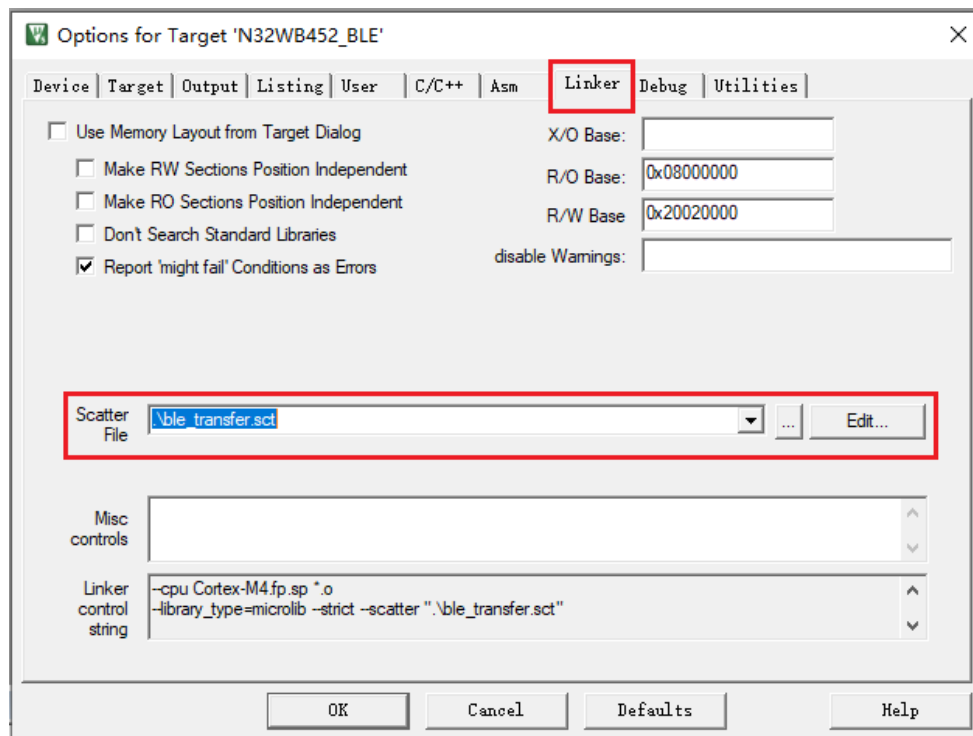 Options for Target 'N32WB452_BLE'
Device Target Output Listing User C/C++ Asm Linker Debug Utilities
Use Memory Layout from Target Dialog
Make RW Sections Position Independent
Make RO Sections Position Independent
Don't Search Standard Libraries
Report 'might fail' Conditions as Errors
X/O Base:
R/O Base: 0x08000000
R/W Base 0x20020000
disable Warnings:
Scatter
File
.\ble_transfer.sct
...
Edit...
Misc
controls
Linker
control
string
--cpu Cortex-M4.fp.sp *.o
--library_type=microlib --strict --scatter ".\ble_transfer.sct"
OK Cancel Defaults Help